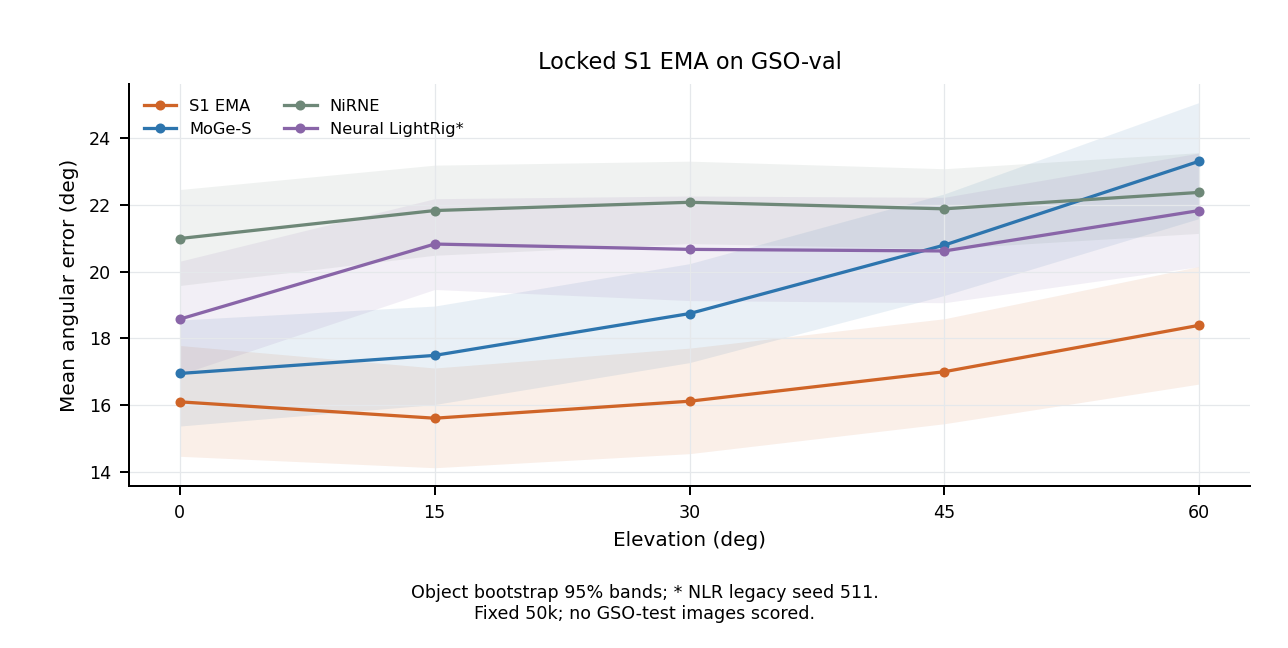 Locked S1 EMA on GSO-val
S1 EMA
MoGe-S
NiRNE
Neural LightRig*
Mean angular error (deg)
24
22
20
18
16
14
0
15
30
45
60
Elevation (deg)
Object bootstrap 95% bands; * NLR legacy seed 511.
Fixed 50k; no GSO-test images scored.